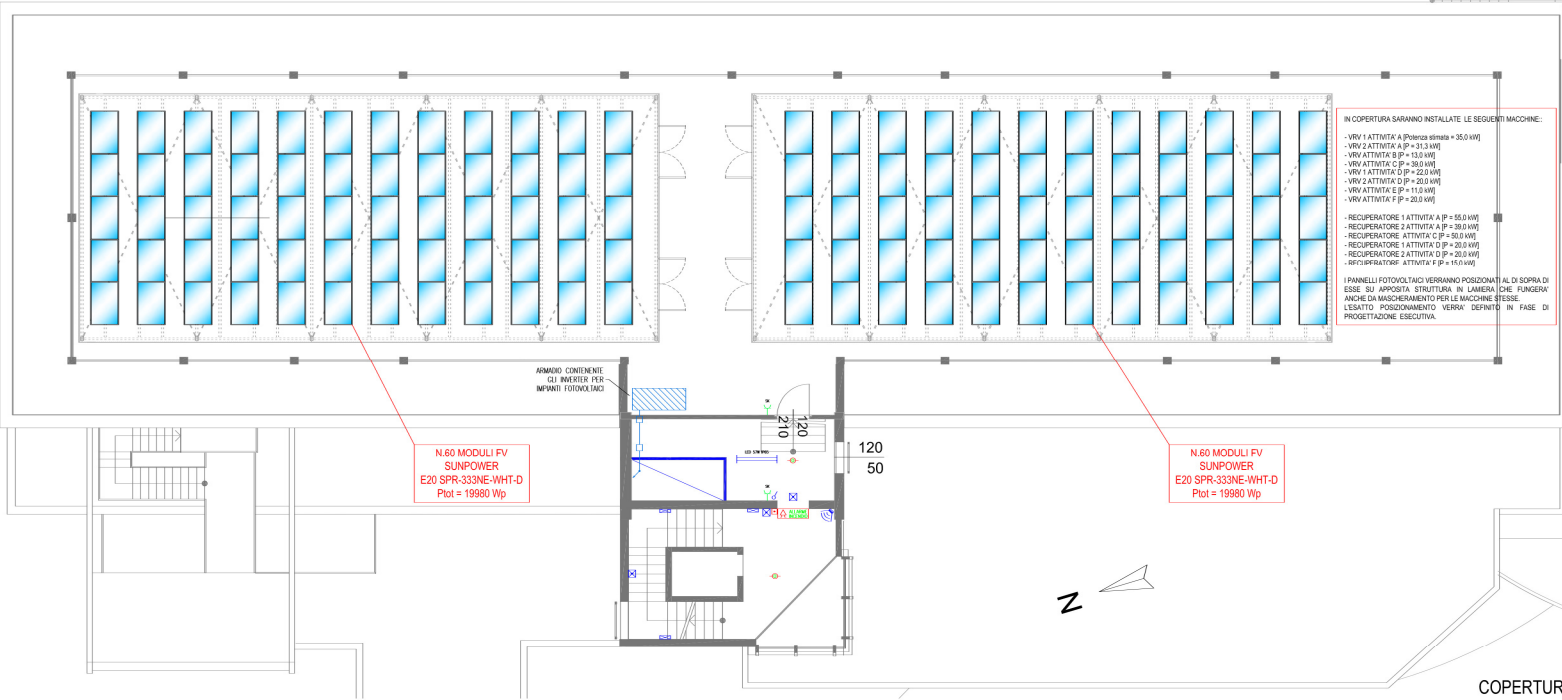 IN COPERTURA SARANNO INSTALLATE LE SEGUENTI MACCHINE:
- VRV 1 ATTIVITA' A [Potenza stimata = 35,0 kW]
- VRV 2 ATTIVITA' A [P = 31,3 kW]
- VRV ATTIVITA' B [P = 13,0 kW]
- VRV ATTIVITA' C [P = 39,0 kW]
- VRV 1 ATTIVITA' D [P = 22,0 kW]
- VRV 2 ATTIVITA' D [P = 20,0 kW]
- VRV ATTIVITA' E [P = 11,0 kW]
- VRV ATTIVITA' F [P = 20,0 kW]
- RECUPERATORE 1 ATTIVITA' A [P = 55,0 kW]
- RECUPERATORE 2 ATTIVITA' A [P = 39,0 kW]
- RECUPERATORE ATTIVITA' C [P = 50,0 kW]
- RECUPERATORE 1 ATTIVITA' D [P = 20,0 kW]
- RECUPERATORE 2 ATTIVITA' D [P = 20,0 kW]
- RECUPERATORE ATTIVITA' F [P = 15,0 kW]
I PANNELLI FOTOVOLTAICI VERRANNO POSIZIONATI AL DI SOPRA DI
ESSE SU APPOSITA STRUTTURA IN LAMIERA CHE FUNGERA'
ANCHE DA MASCHERAMENTO PER LE MACCHINE STESSE.
L'ESATTO POSIZIONAMENTO VERRA' DEFINITO IN FASE DI
PROGETTAZIONE ESECUTIVA.
ARMADIO CONTENENTE
GLI INVERTER PER
IMPIANTI FOTOVOLTAICI
N.60 MODULI FV
SUNPOWER
E20 SPR-333NE-WHT-D
Ptot = 19980 Wp
120
210
120
50
N.60 MODULI FV
SUNPOWER
E20 SPR-333NE-WHT-D
Ptot = 19980 Wp
N
COPERTUR